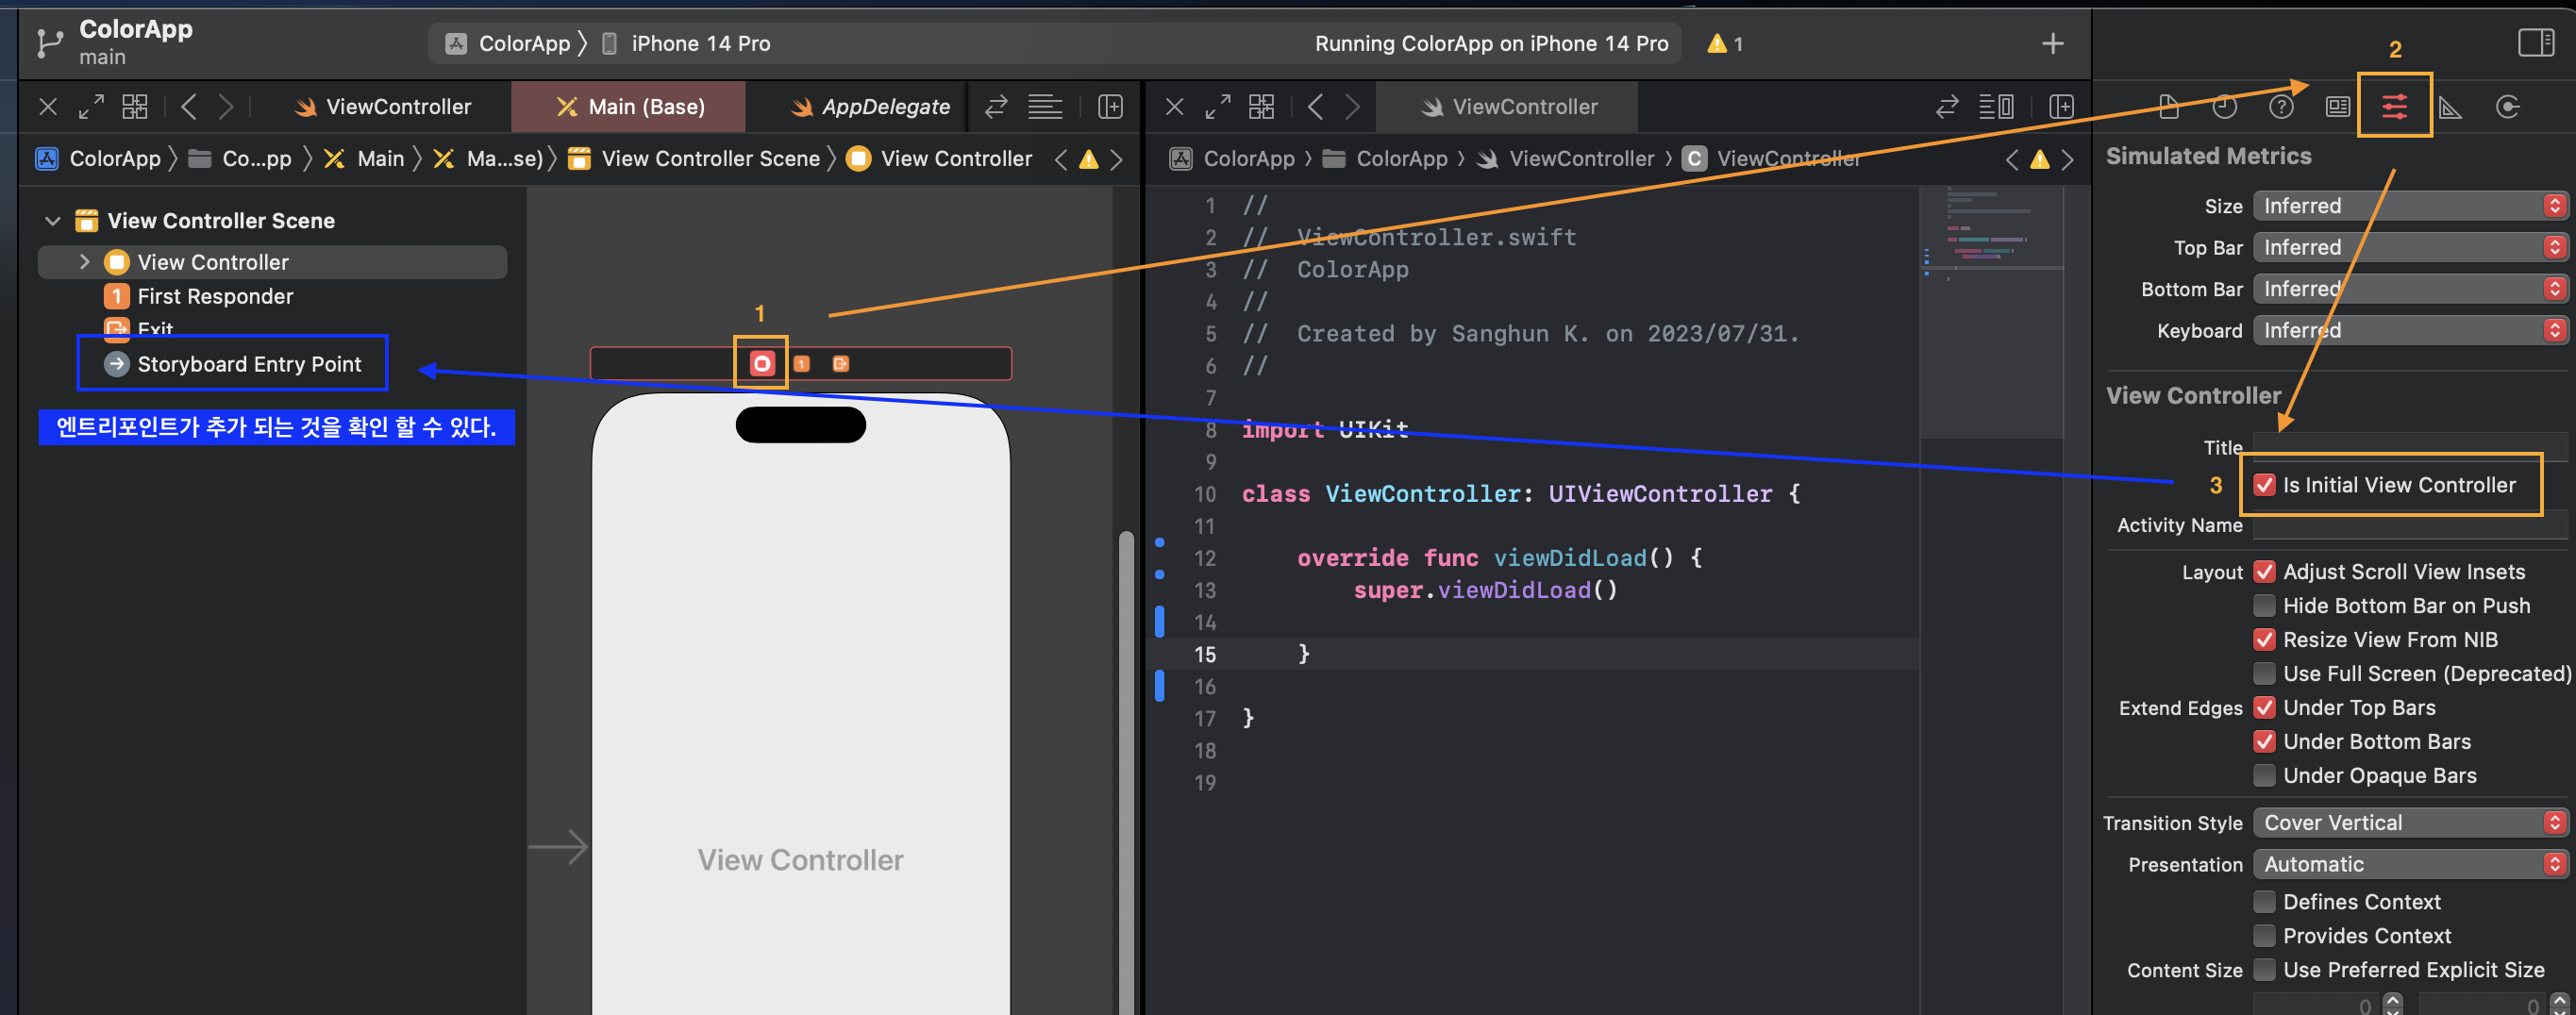 ColorApp
main
ColorApp 〉 iPhone 14 Pro
Running ColorApp on iPhone 14 Pro
1
2
ViewController
Main (Base)
AppDelegate
ColorApp 〉 Co...pp 〉 Main 〉 Ma...se) 〉 View Controller Scene 〉 View Controller
View Controller Scene
View Controller
1 First Responder
Exit
Storyboard Entry Point
엔트리포인트가 추가 되는 것을 확인 할 수 있다.
1
1
View Controller
ViewController
ColorApp 〉 ColorApp 〉 ViewController 〉 C ViewController
1 //
2 //  ViewController.swift
3 //  ColorApp
4 //
5 //  Created by Sanghun K. on 2023/07/31.
6 //
7
8 import UIKit
9
10 class ViewController: UIViewController {
11
12     override func viewDidLoad() {
13         super.viewDidLoad()
14
15     }
16
17 }
18
19
Simulated Metrics
Size Inferred
Top Bar Inferred
Bottom Bar Inferred
Keyboard Inferred
View Controller
Title
3 Is Initial View Controller
Activity Name
Layout Adjust Scroll View Insets
Hide Bottom Bar on Push
Resize View From NIB
Use Full Screen (Deprecated)
Extend Edges Under Top Bars
Under Bottom Bars
Under Opaque Bars
Transition Style Cover Vertical
Presentation Automatic
Defines Context
Provides Context
Content Size Use Preferred Explicit Size
0 0